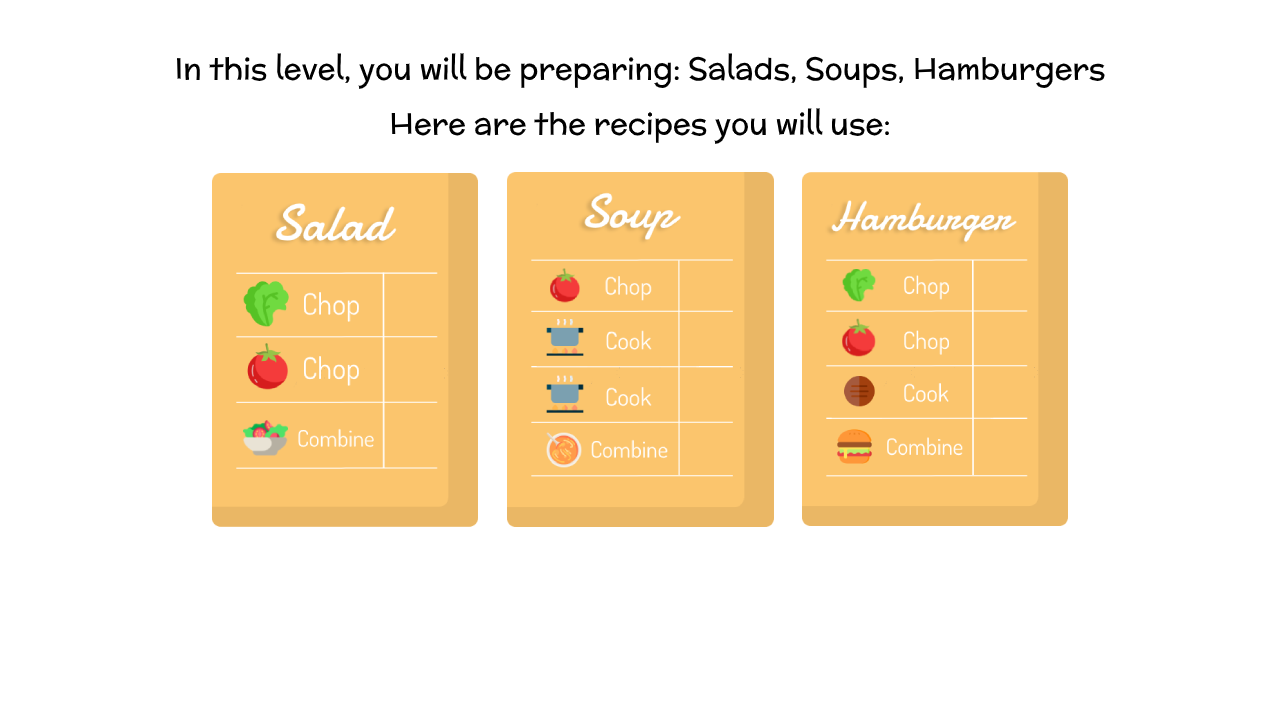 In this level, you will be preparing: Salads, Soups, Hamburgers
Here are the recipes you will use:
Salad
Chop
Chop
Combine
Soup
Chop
Cook
Cook
Combine
Hamburger
Chop
Chop
Cook
Combine